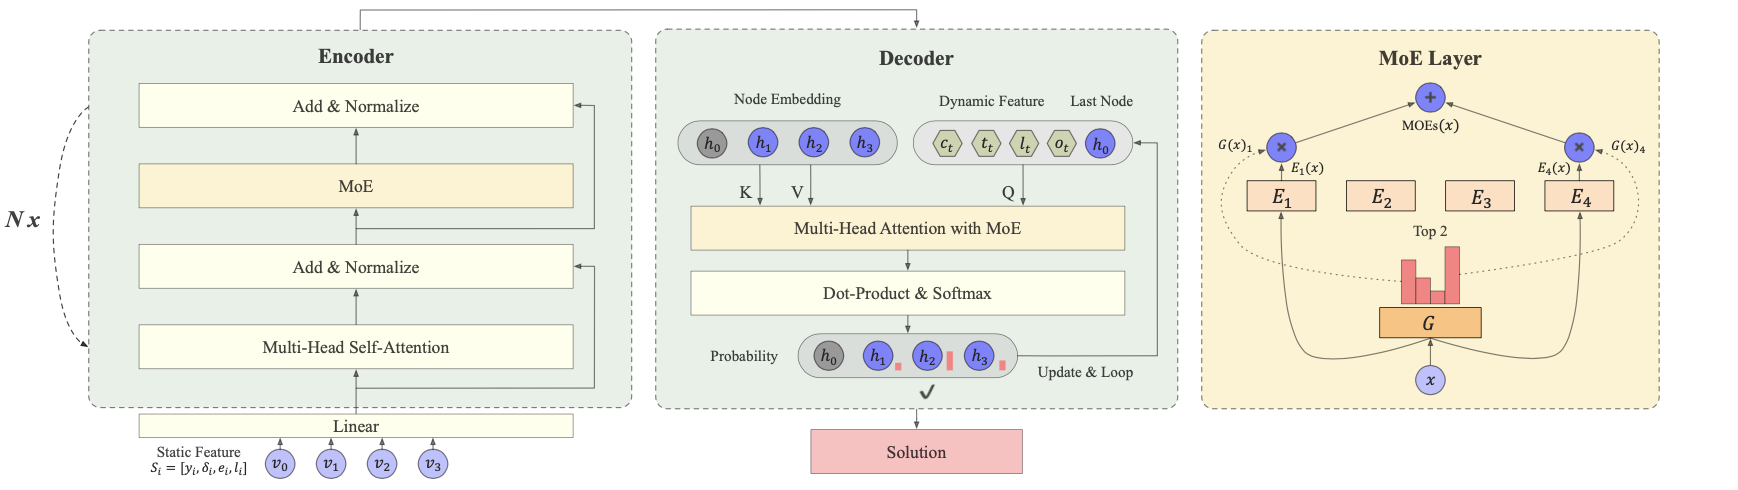 Encoder
Add & Normalize
MoE
Add & Normalize
Multi-Head Self-Attention
N x
Linear
Static Feature
S_i = [y_i, δ_i, e_i, l_i]
v_0 v_1 v_2 v_3
Decoder
Node Embedding Dynamic Feature Last Node
h_0 h_1 h_2 h_3 c_t t_t l_t o_t h_0
K V Q
Multi-Head Attention with MoE
Dot-Product & Softmax
Probability h_0 h_1 h_2 h_3
Update & Loop
✓
Solution
MoE Layer
+
MOEs(x)
G(x)_1 × × G(x)_4
E_1(x) E_4(x)
E_1 E_2 E_3 E_4
Top 2
G
x